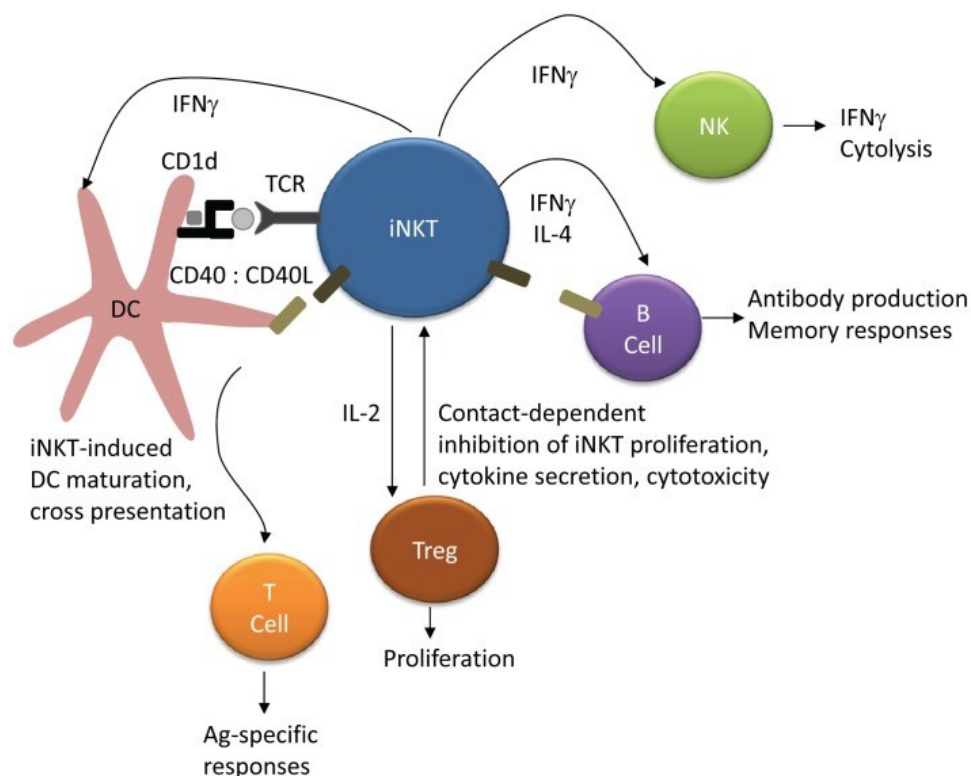 IFNγ
IFNγ
NK
IFNγ
Cytolysis
CD1d
TCR
iNKT
IFNγ
IL-4
CD40 : CD40L
DC
B
Cell
Antibody production
Memory responses
iNKT-induced
DC maturation,
cross presentation
IL-2
Contact-dependent
inhibition of iNKT proliferation,
cytokine secretion, cytotoxicity
Treg
T
Cell
Proliferation
Ag-specific
responses